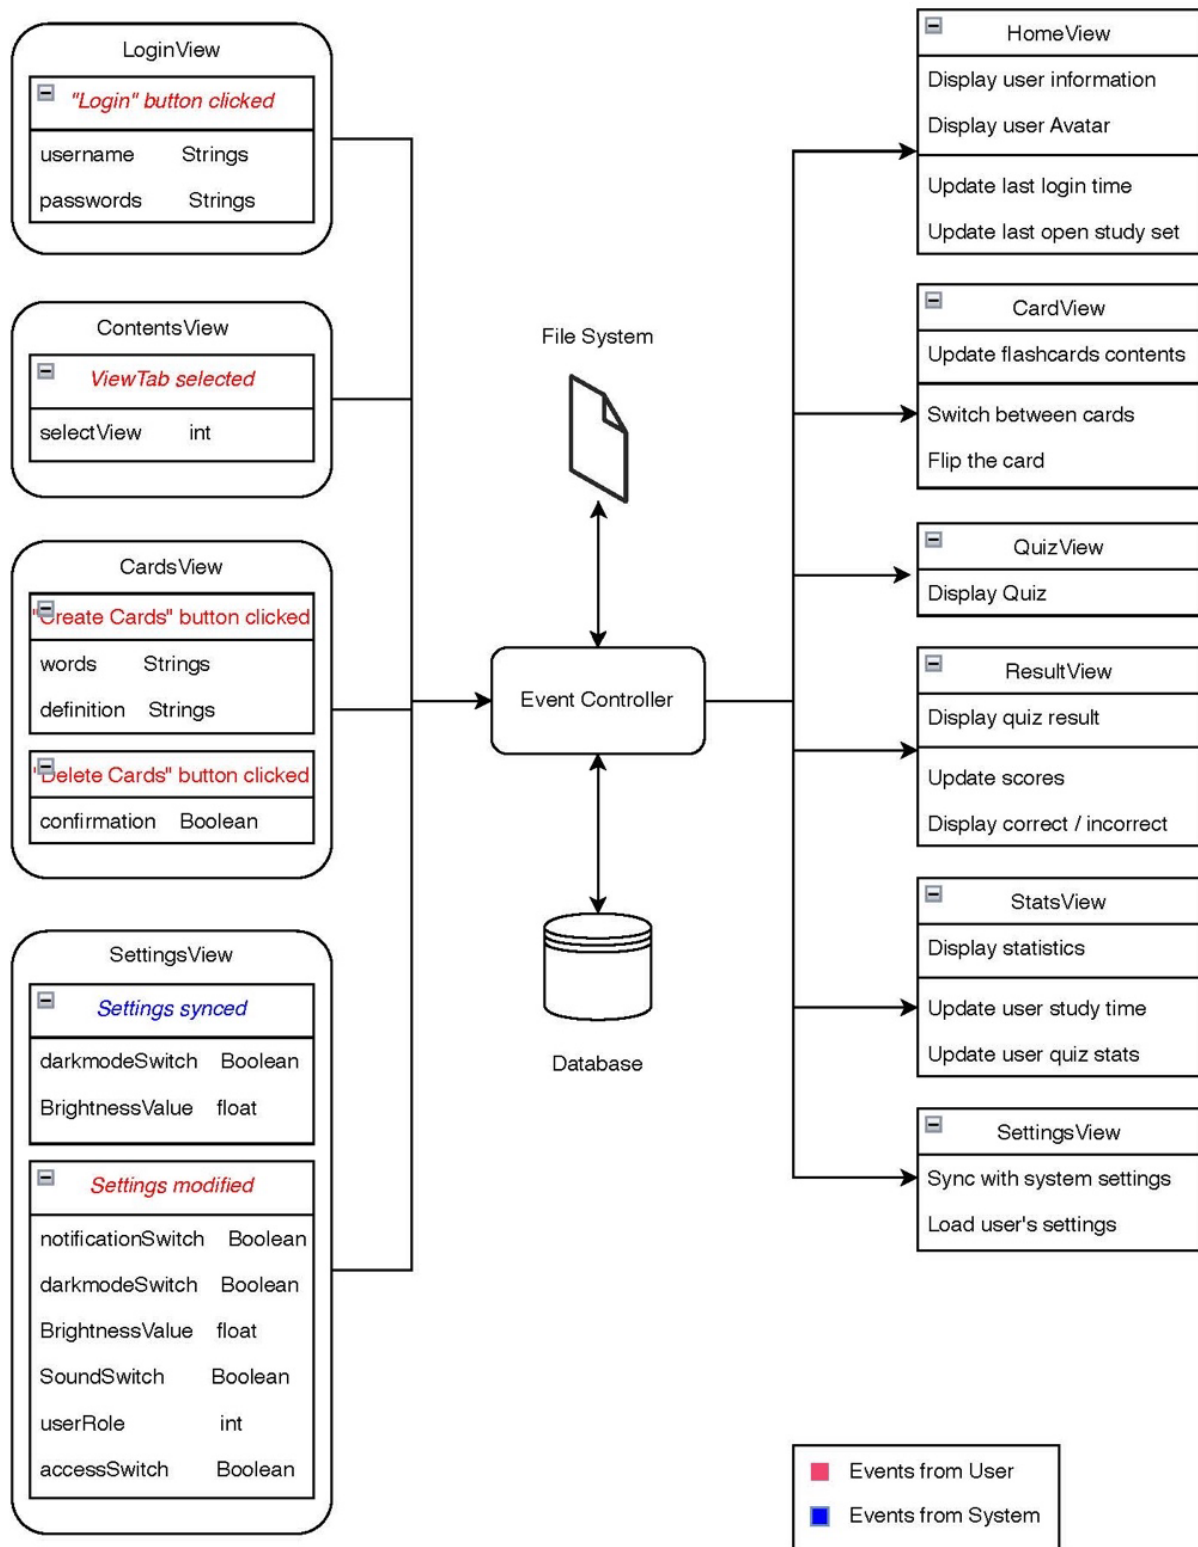 LoginView
"Login" button clicked
username Strings
passwords Strings
ContentsView
ViewTab selected
selectView int
CardsView
"Create Cards" button clicked
words Strings
definition Strings
"Delete Cards" button clicked
confirmation Boolean
SettingsView
Settings synced
darkmodeSwitch Boolean
BrightnessValue float
Settings modified
notificationSwitch Boolean
darkmodeSwitch Boolean
BrightnessValue float
SoundSwitch Boolean
userRole int
accessSwitch Boolean
File System
Event Controller
Database
HomeView
Display user information
Display user Avatar
Update last login time
Update last open study set
CardView
Update flashcards contents
Switch between cards
Flip the card
QuizView
Display Quiz
ResultView
Display quiz result
Update scores
Display correct / incorrect
StatsView
Display statistics
Update user study time
Update user quiz stats
SettingsView
Sync with system settings
Load user's settings
Events from User
Events from System